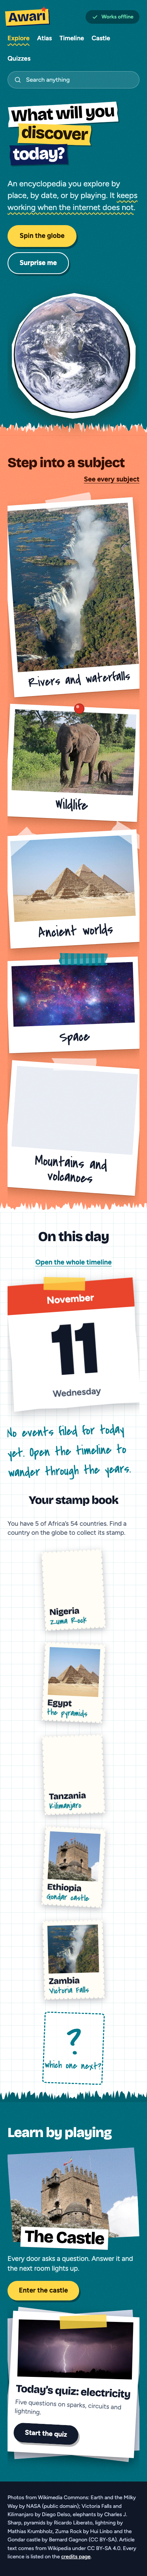 Awari
Works offline
Explore Atlas Timeline Castle
Quizzes
Search anything
What will you
discover
today?
An encyclopedia you explore by
place, by date, or by playing. It keeps
working when the internet does not.
Spin the globe
Surprise me
Step into a subject
See every subject
Rivers and waterfalls
Wildlife
Ancient worlds
Space
Mountains and
volcanoes
On this day
Open the whole timeline
November
11
Wednesday
No events filed for today
yet. Open the timeline to
wander through the years.
Your stamp book
You have 5 of Africa's 54 countries. Find a
country on the globe to collect its stamp.
Nigeria
Zuma Rock
Egypt
the pyramids
Tanzania
Kilimanjaro
Ethiopia
Gondar castle
Zambia
Victoria Falls
?
which one next?
Learn by playing
The Castle
Every door asks a question. Answer it and
the next room lights up.
Enter the castle
Today's quiz: electricity
Five questions on sparks, circuits and
lightning.
Start the quiz
Photos from Wikimedia Commons: Earth and the Milky
Way by NASA (public domain); Victoria Falls and
Kilimanjaro by Diego Delso, elephants by Charles J.
Sharp, pyramids by Ricardo Liberato, lightning by
Mathias Krumbholz, Zuma Rock by Hui Linbo and the
Gondar castle by Bernard Gagnon (CC BY-SA). Article
text comes from Wikipedia under CC BY-SA 4.0. Every
licence is listed on the credits page.